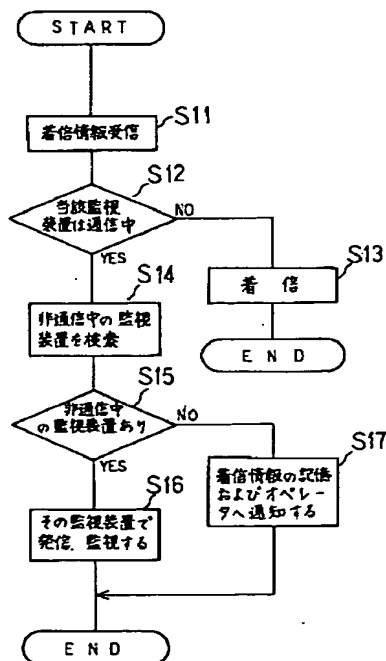 START
着信情報受信
S11
当該監視
装置は通信中
S12
NO
YES
着信
S13
END
非通信中の監視
装置を検索
S14
非通信中
の監視装置あり
S15
NO
YES
その監視装置で
発信、監視する
S16
着信情報の記憶
およびオペレー
タへ通知する
S17
END